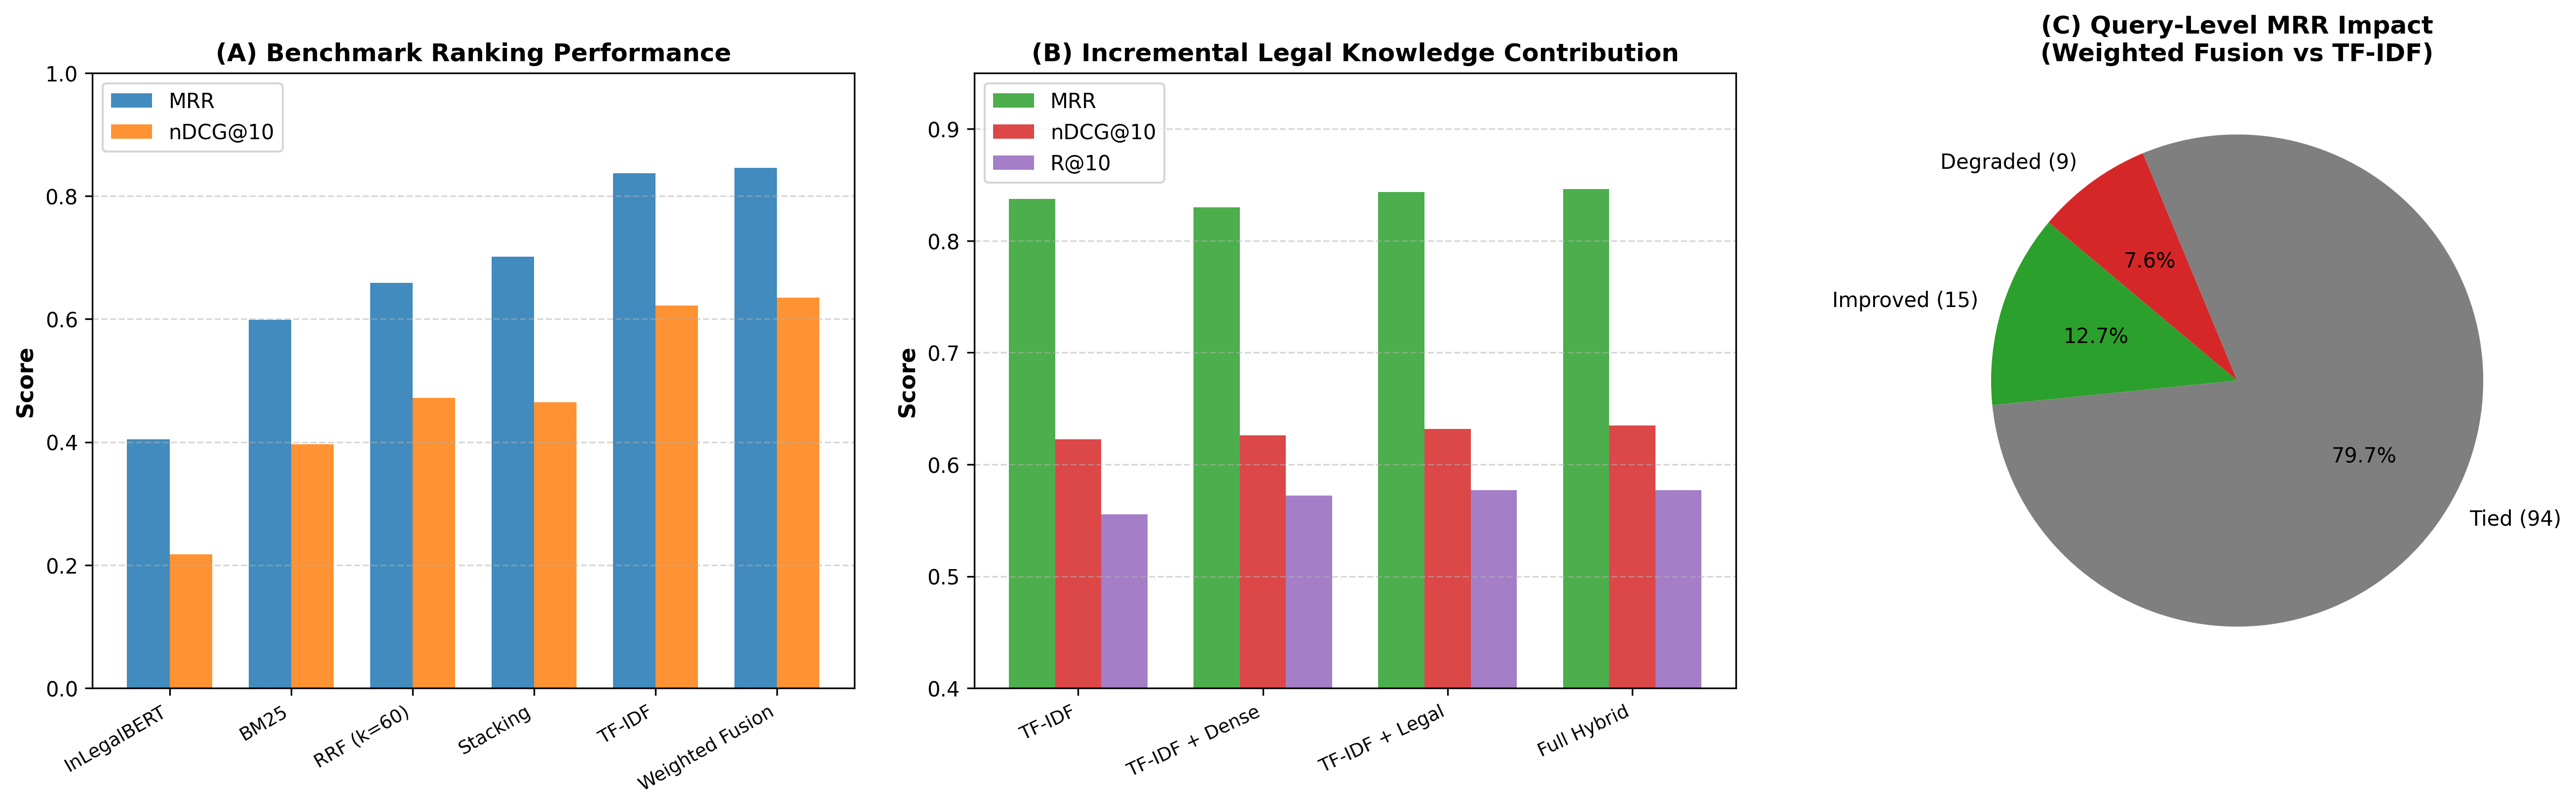 (A) Benchmark Ranking Performance
MRR
nDCG@10
Score
1.0
0.8
0.6
0.4
0.2
0.0
InLegalBERT
BM25
RRF (k=60)
Stacking
TF-IDF
Weighted Fusion
(B) Incremental Legal Knowledge Contribution
MRR
nDCG@10
R@10
Score
0.9
0.8
0.7
0.6
0.5
0.4
TF-IDF
TF-IDF + Dense
TF-IDF + Legal
Full Hybrid
(C) Query-Level MRR Impact
(Weighted Fusion vs TF-IDF)
Degraded (9)
7.6%
Improved (15)
12.7%
79.7%
Tied (94)